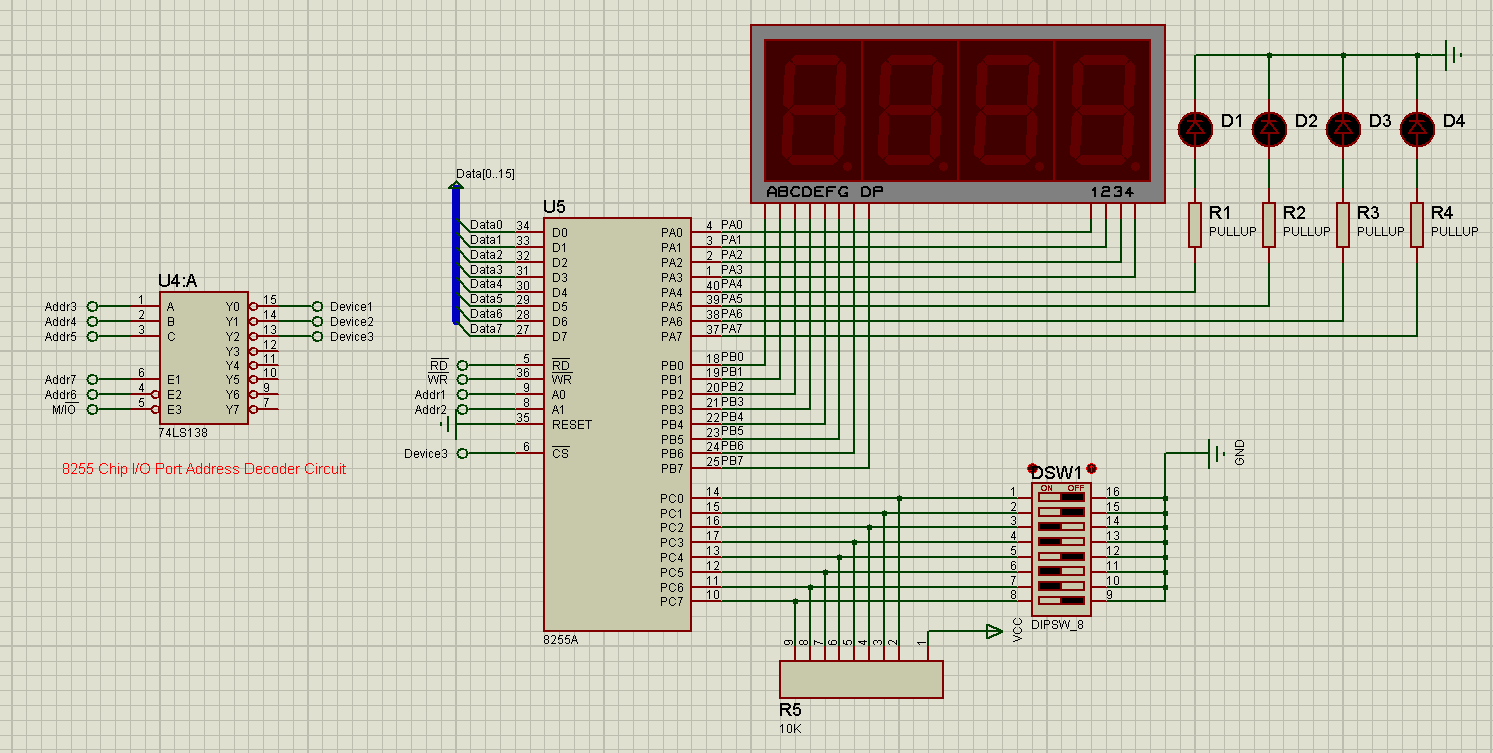 U4:A
Addr3 1 A Y0 15 Device1
Addr4 2 B Y1 14 Device2
Addr5 3 C Y2 13 Device3
Y3 12
Y4 11
Addr7 6 E1 Y5 10
Addr6 4 E2 Y6 9
M/IO 5 E3 Y7 7
74LS138
8255 Chip I/O Port Address Decoder Circuit
Data[0..15]
U5
Data0 34 D0 PA0 4 PA0
Data1 33 D1 PA1 3 PA1
Data2 32 D2 PA2 2 PA2
Data3 31 D3 PA3 1 PA3
Data4 30 D4 PA4 40 PA4
Data5 29 D5 PA5 39 PA5
Data6 28 D6 PA6 38 PA6
Data7 27 D7 PA7 37 PA7
RD 5 RD PB0 18 PB0
WR 36 WR PB1 19 PB1
Addr1 9 A0 PB2 20 PB2
Addr2 8 A1 PB3 21 PB3
35 RESET PB4 22 PB4
PB5 23 PB5
Device3 6 CS PB6 24 PB6
PB7 25 PB7
PC0 14
PC1 15
PC2 16
PC3 17
PC4 13
PC5 12
PC6 11
PC7 10
8255A
ABCDEFG DP 1234
D1 D2 D3 D4
R1 R2 R3 R4
PULLUP PULLUP PULLUP PULLUP
GND
DSW1
ON OFF
1 16
2 15
3 14
4 13
5 12
6 11
7 10
8 9
DIPSW_8
VCC
9 8 7 6 5 4 3 2 1
R5
10K